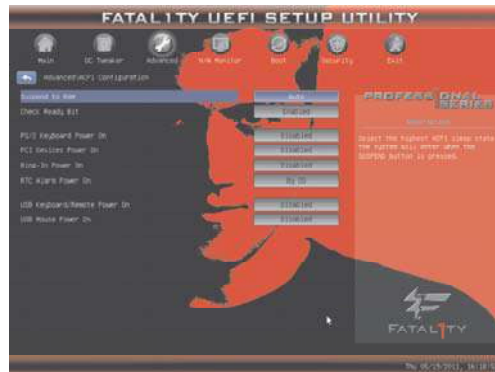 FATAL1TY UEFI SETUP UTILITY
Main
OC Tweaker
Advanced
H/W Monitor
Boot
Security
Exit
Advanced\ACPI Configuration
Suspend to RAM
Auto
Check Ready Bit
Enabled
PS/2 Keyboard Power On
Disabled
PCI Devices Power On
Disabled
Ring-In Power On
Disabled
RTC Alarm Power On
By OS
USB Keyboard/Remote Power On
Disabled
USB Mouse Power On
Disabled
PROFESSIONAL
SERIES
Select the highest ACPI sleep state
the system will enter when the
SUSPEND button is pressed.
FATAL1TY